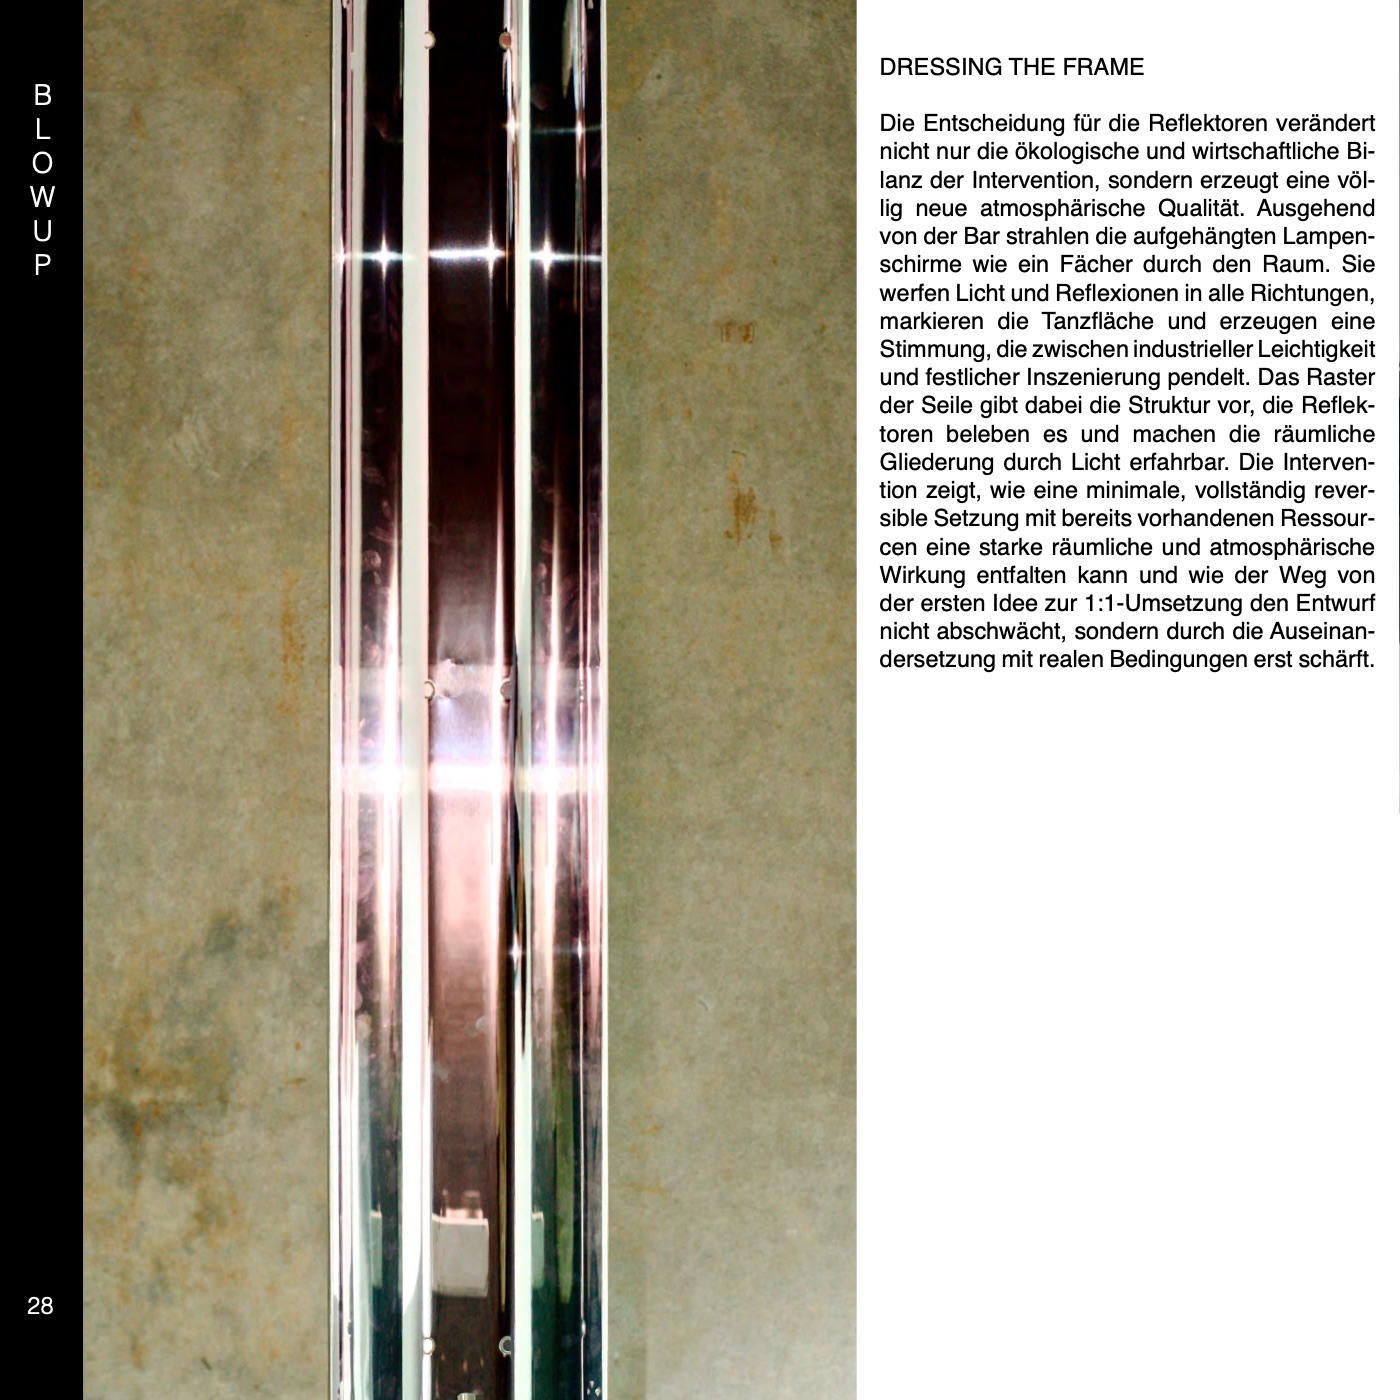 BLOWUP
28
DRESSING THE FRAME
Die Entscheidung für die Reflektoren verändert
nicht nur die ökologische und wirtschaftliche Bi-
lanz der Intervention, sondern erzeugt eine völ-
lig neue atmosphärische Qualität. Ausgehend
von der Bar strahlen die aufgehängten Lampen-
schirme wie ein Fächer durch den Raum. Sie
werfen Licht und Reflexionen in alle Richtungen,
markieren die Tanzfläche und erzeugen eine
Stimmung, die zwischen industrieller Leichtigkeit
und festlicher Inszenierung pendelt. Das Raster
der Seile gibt dabei die Struktur vor, die Reflek-
toren beleben es und machen die räumliche
Gliederung durch Licht erfahrbar. Die Interven-
tion zeigt, wie eine minimale, vollständig rever-
sible Setzung mit bereits vorhandenen Ressour-
cen eine starke räumliche und atmosphärische
Wirkung entfalten kann und wie der Weg von
der ersten Idee zur 1:1-Umsetzung den Entwurf
nicht abschwächt, sondern durch die Auseinan-
dersetzung mit realen Bedingungen erst schärft.